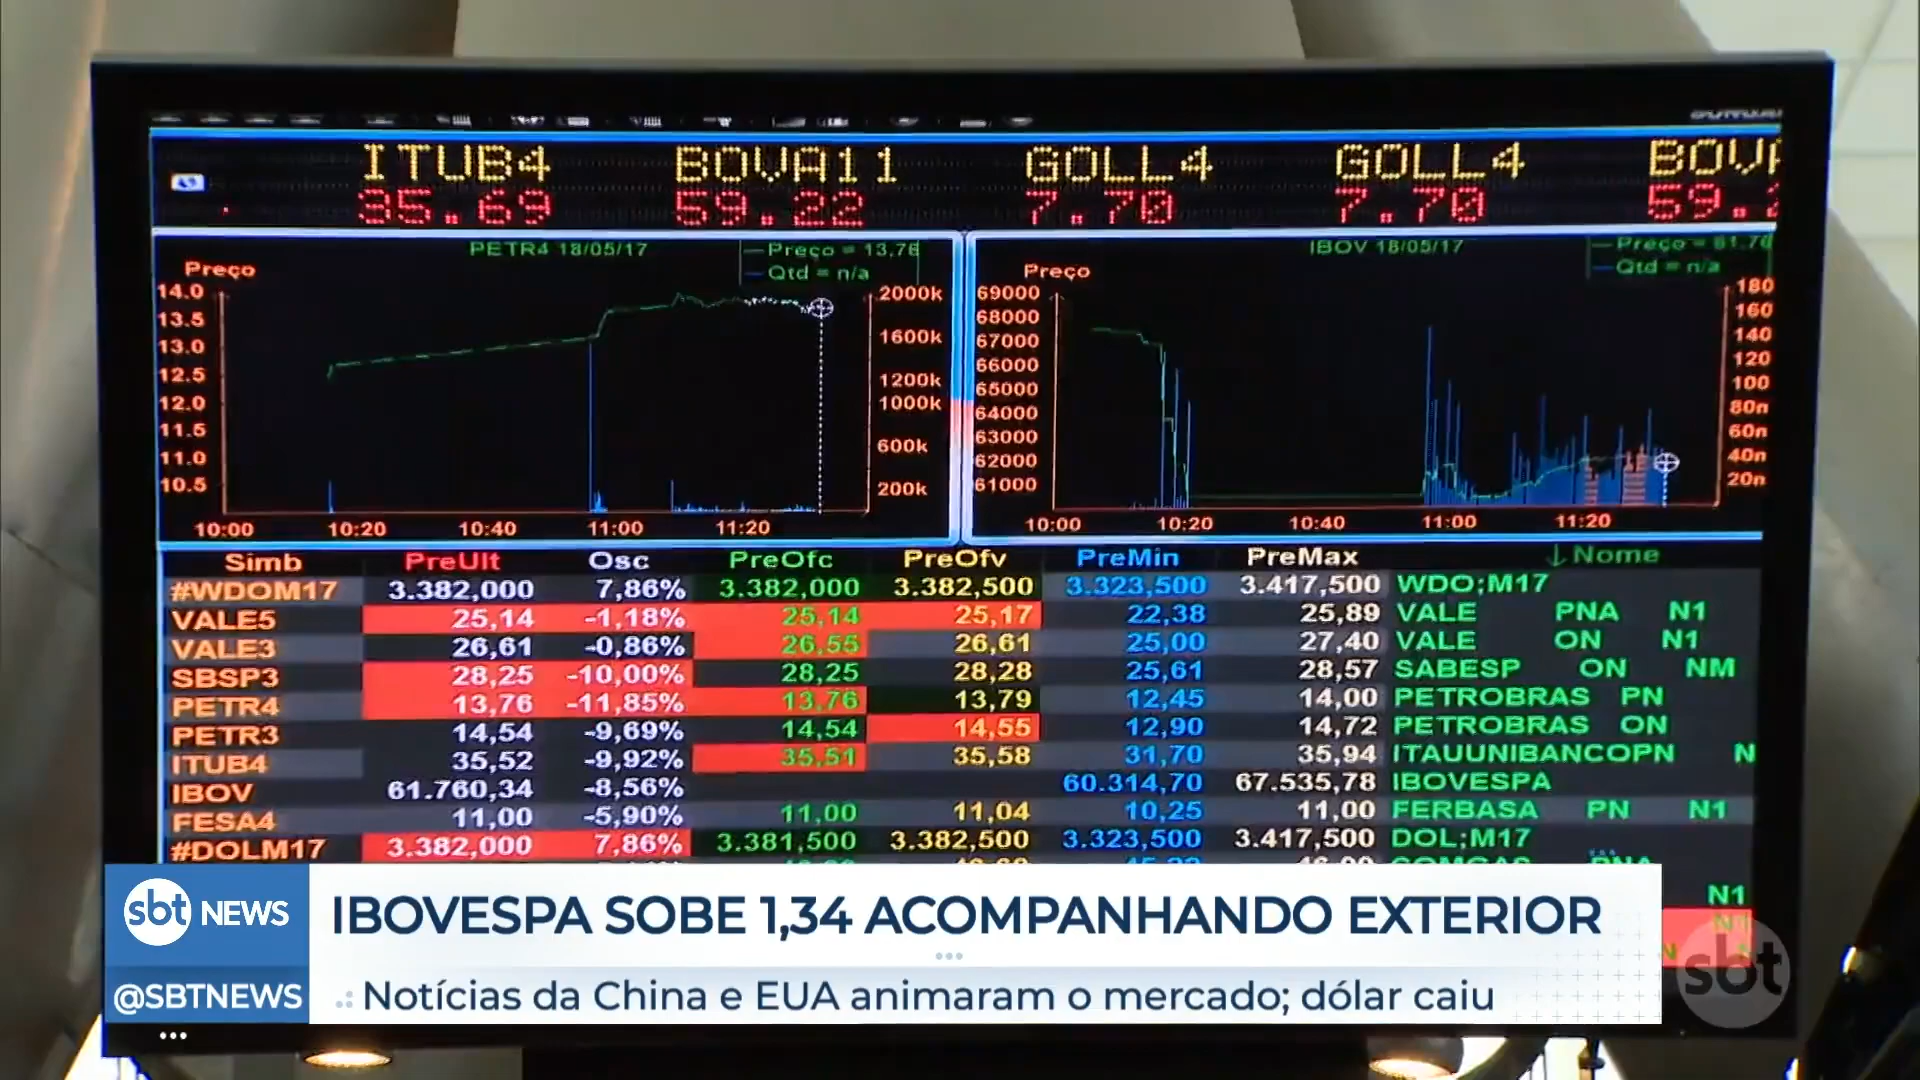 ITUB4 BOVA11 GOLL4 GOLL4 BOVA
35.69 59.22 7.70 7.70 59.2
PETR4 18/05/17 Preço = 13,76
Preço Qtd = n/a
14.0 2000k
13.5
13.0 1600k
12.5 1200k
12.0 1000k
11.5
11.0 600k
10.5 200k
10:00 10:20 10:40 11:00 11:20
IBOV 18/05/17 Preço = 61,76
Preço Qtd = n/a
69000 180
68000 160
67000 140
66000 120
65000 100
64000 80n
63000 60n
62000 40n
61000 20n
10:00 10:20 10:40 11:00 11:20
Simb PreUlt Osc PreOfc PreOfv PreMin PreMax ↓Nome
#WDOM17 3.382,000 7,86% 3.382,000 3.382,500 3.323,500 3.417,500 WDO;M17
VALE5 25,14 -1,18% 25,14 25,17 22,38 25,89 VALE PNA N1
VALE3 26,61 -0,86% 26,55 26,61 25,00 27,40 VALE ON N1
SBSP3 28,25 -10,00% 28,25 28,28 25,61 28,57 SABESP ON NM
PETR4 13,76 -11,85% 13,76 13,79 12,45 14,00 PETROBRAS PN
PETR3 14,54 -9,69% 14,54 14,55 12,90 14,72 PETROBRAS ON
ITUB4 35,52 -9,92% 35,51 35,58 31,70 35,94 ITAUUNIBANCOPN N
IBOV 61.760,34 -8,56% 60.314,70 67.535,78 IBOVESPA
FESA4 11,00 -5,90% 11,00 11,04 10,25 11,00 FERBASA PN N1
#DOLM17 3.382,000 7,86% 3.381,500 3.382,500 3.323,500 3.417,500 DOL;M17
COMGAS PNA
N1
sbt NEWS
IBOVESPA SOBE 1,34 ACOMPANHANDO EXTERIOR
@SBTNEWS
Notícias da China e EUA animaram o mercado; dólar caiu
sbt